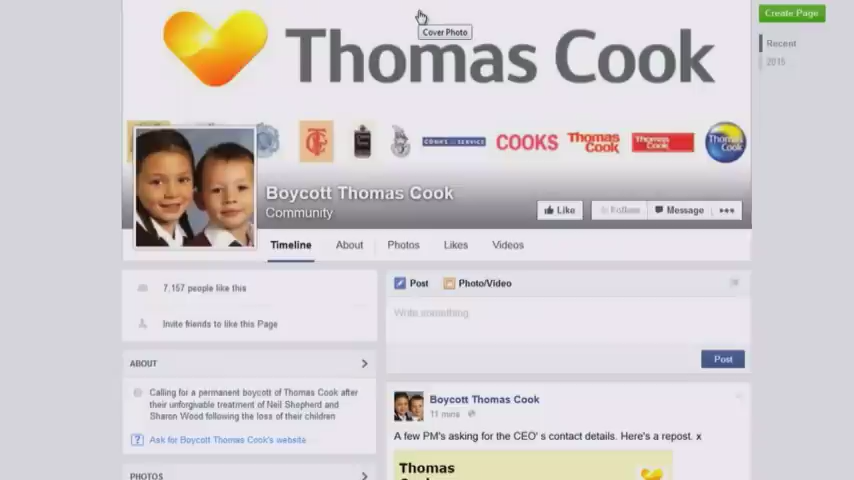 Create Page
Cover Photo
Thomas Cook
Recent
2015
COOKS
Thomas Cook
Thomas Cook
Thomas Cook
Boycott Thomas Cook
Community
Like
Follow
Message
Timeline
About
Photos
Likes
Videos
7,157 people like this
Invite friends to like this Page
Post
Photo/Video
Write something
Post
ABOUT
Calling for a permanent boycott of Thomas Cook after
their unforgivable treatment of Neil Shepherd and
Sharon Wood following the loss of their children
Ask for Boycott Thomas Cook's website
PHOTOS
Boycott Thomas Cook
11 mins
A few PM's asking for the CEO' s contact details. Here's a repost. x
Thomas